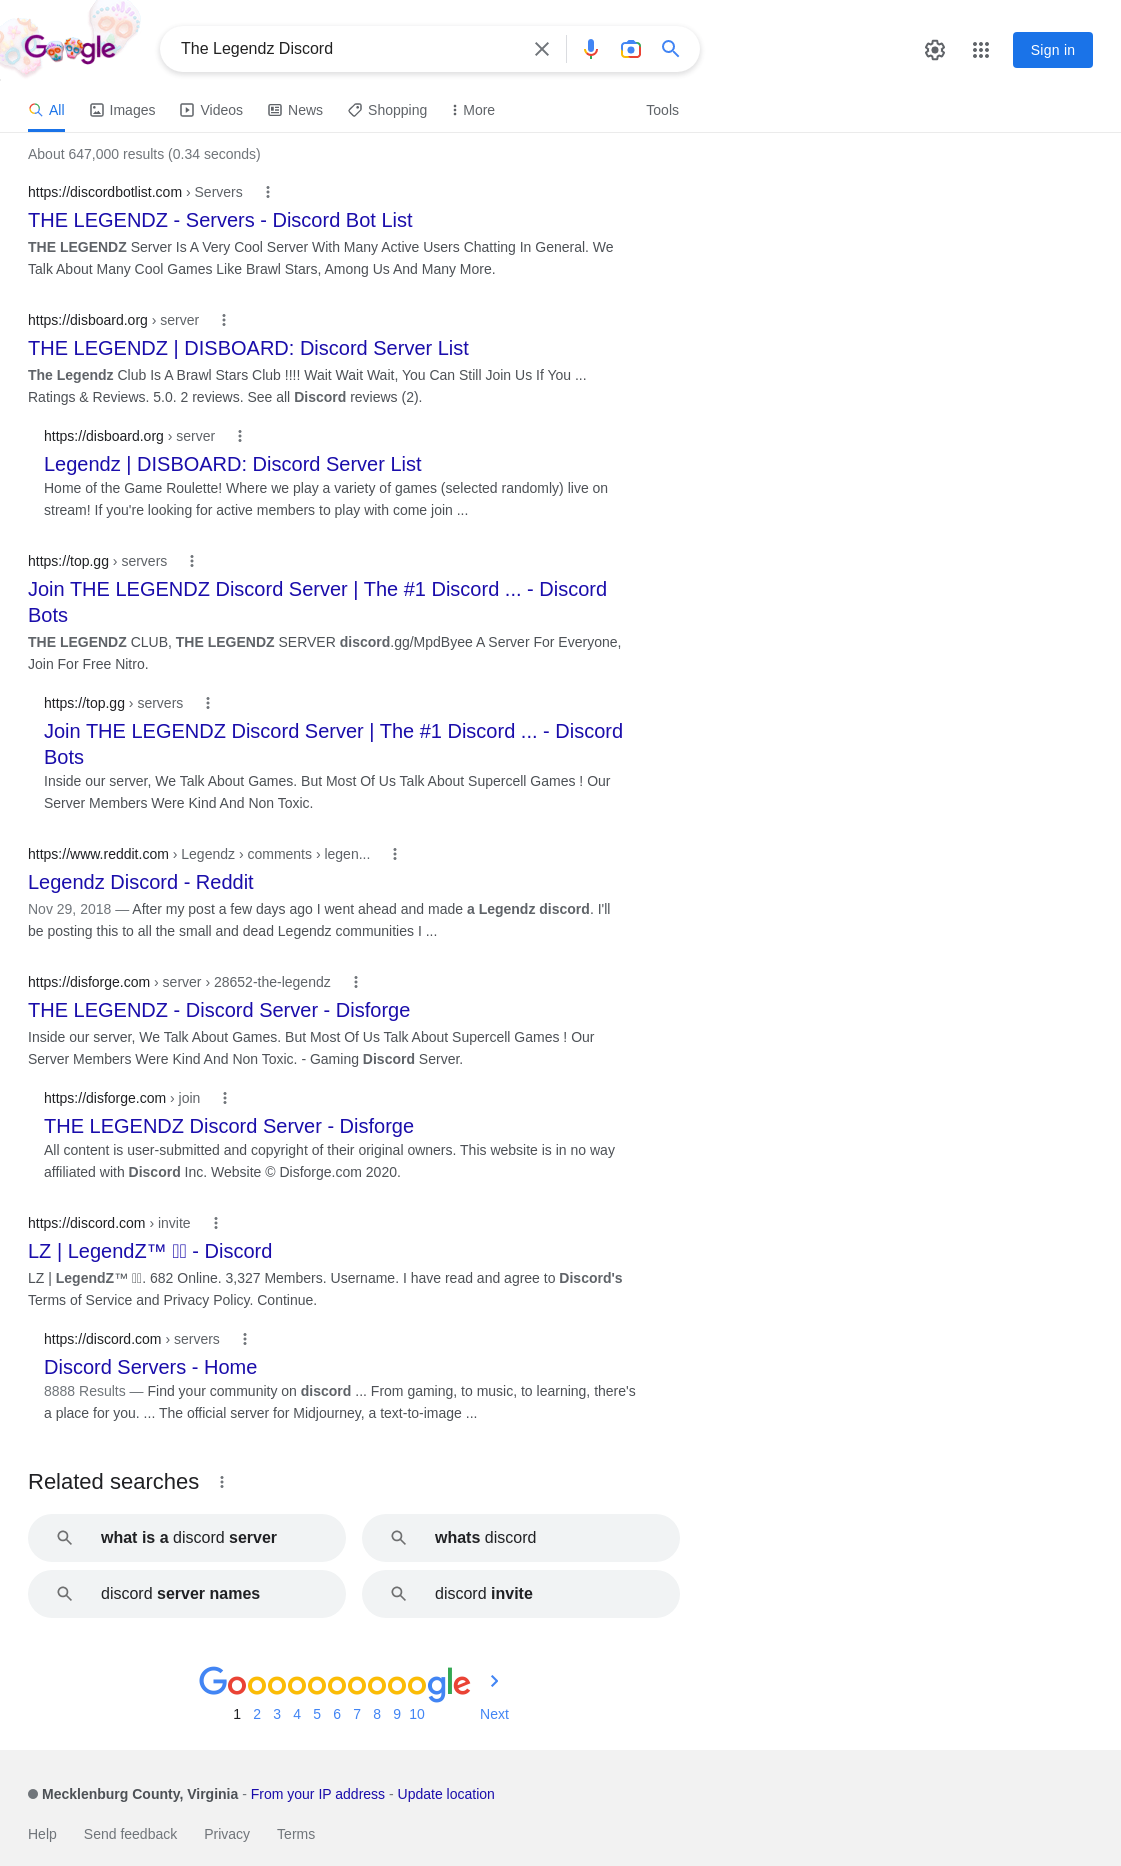 Google
The Legendz Discord
Sign in
All Images Videos News Shopping More Tools
About 647,000 results (0.34 seconds)
https://discordbotlist.com › Servers
THE LEGENDZ - Servers - Discord Bot List
THE LEGENDZ Server Is A Very Cool Server With Many Active Users Chatting In General. We
Talk About Many Cool Games Like Brawl Stars, Among Us And Many More.
https://disboard.org › server
THE LEGENDZ | DISBOARD: Discord Server List
The Legendz Club Is A Brawl Stars Club !!!! Wait Wait Wait, You Can Still Join Us If You ...
Ratings & Reviews. 5.0. 2 reviews. See all Discord reviews (2).
https://disboard.org › server
Legendz | DISBOARD: Discord Server List
Home of the Game Roulette! Where we play a variety of games (selected randomly) live on
stream! If you're looking for active members to play with come join ...
https://top.gg › servers
Join THE LEGENDZ Discord Server | The #1 Discord ... - Discord
Bots
THE LEGENDZ CLUB, THE LEGENDZ SERVER discord.gg/MpdByee A Server For Everyone,
Join For Free Nitro.
https://top.gg › servers
Join THE LEGENDZ Discord Server | The #1 Discord ... - Discord
Bots
Inside our server, We Talk About Games. But Most Of Us Talk About Supercell Games ! Our
Server Members Were Kind And Non Toxic.
https://www.reddit.com › Legendz › comments › legen...
Legendz Discord - Reddit
Nov 29, 2018 — After my post a few days ago I went ahead and made a Legendz discord. I'll
be posting this to all the small and dead Legendz communities I ...
https://disforge.com › server › 28652-the-legendz
THE LEGENDZ - Discord Server - Disforge
Inside our server, We Talk About Games. But Most Of Us Talk About Supercell Games ! Our
Server Members Were Kind And Non Toxic. - Gaming Discord Server.
https://disforge.com › join
THE LEGENDZ Discord Server - Disforge
All content is user-submitted and copyright of their original owners. This website is in no way
affiliated with Discord Inc. Website © Disforge.com 2020.
https://discord.com › invite
LZ | LegendZ™ - Discord
LZ | LegendZ™. 682 Online. 3,327 Members. Username. I have read and agree to Discord's
Terms of Service and Privacy Policy. Continue.
https://discord.com › servers
Discord Servers - Home
8888 Results — Find your community on discord ... From gaming, to music, to learning, there's
a place for you. ... The official server for Midjourney, a text-to-image ...
Related searches
what is a discord server
whats discord
discord server names
discord invite
Goooooooooogle
1 2 3 4 5 6 7 8 9 10 Next
Mecklenburg County, Virginia - From your IP address - Update location
Help Send feedback Privacy Terms